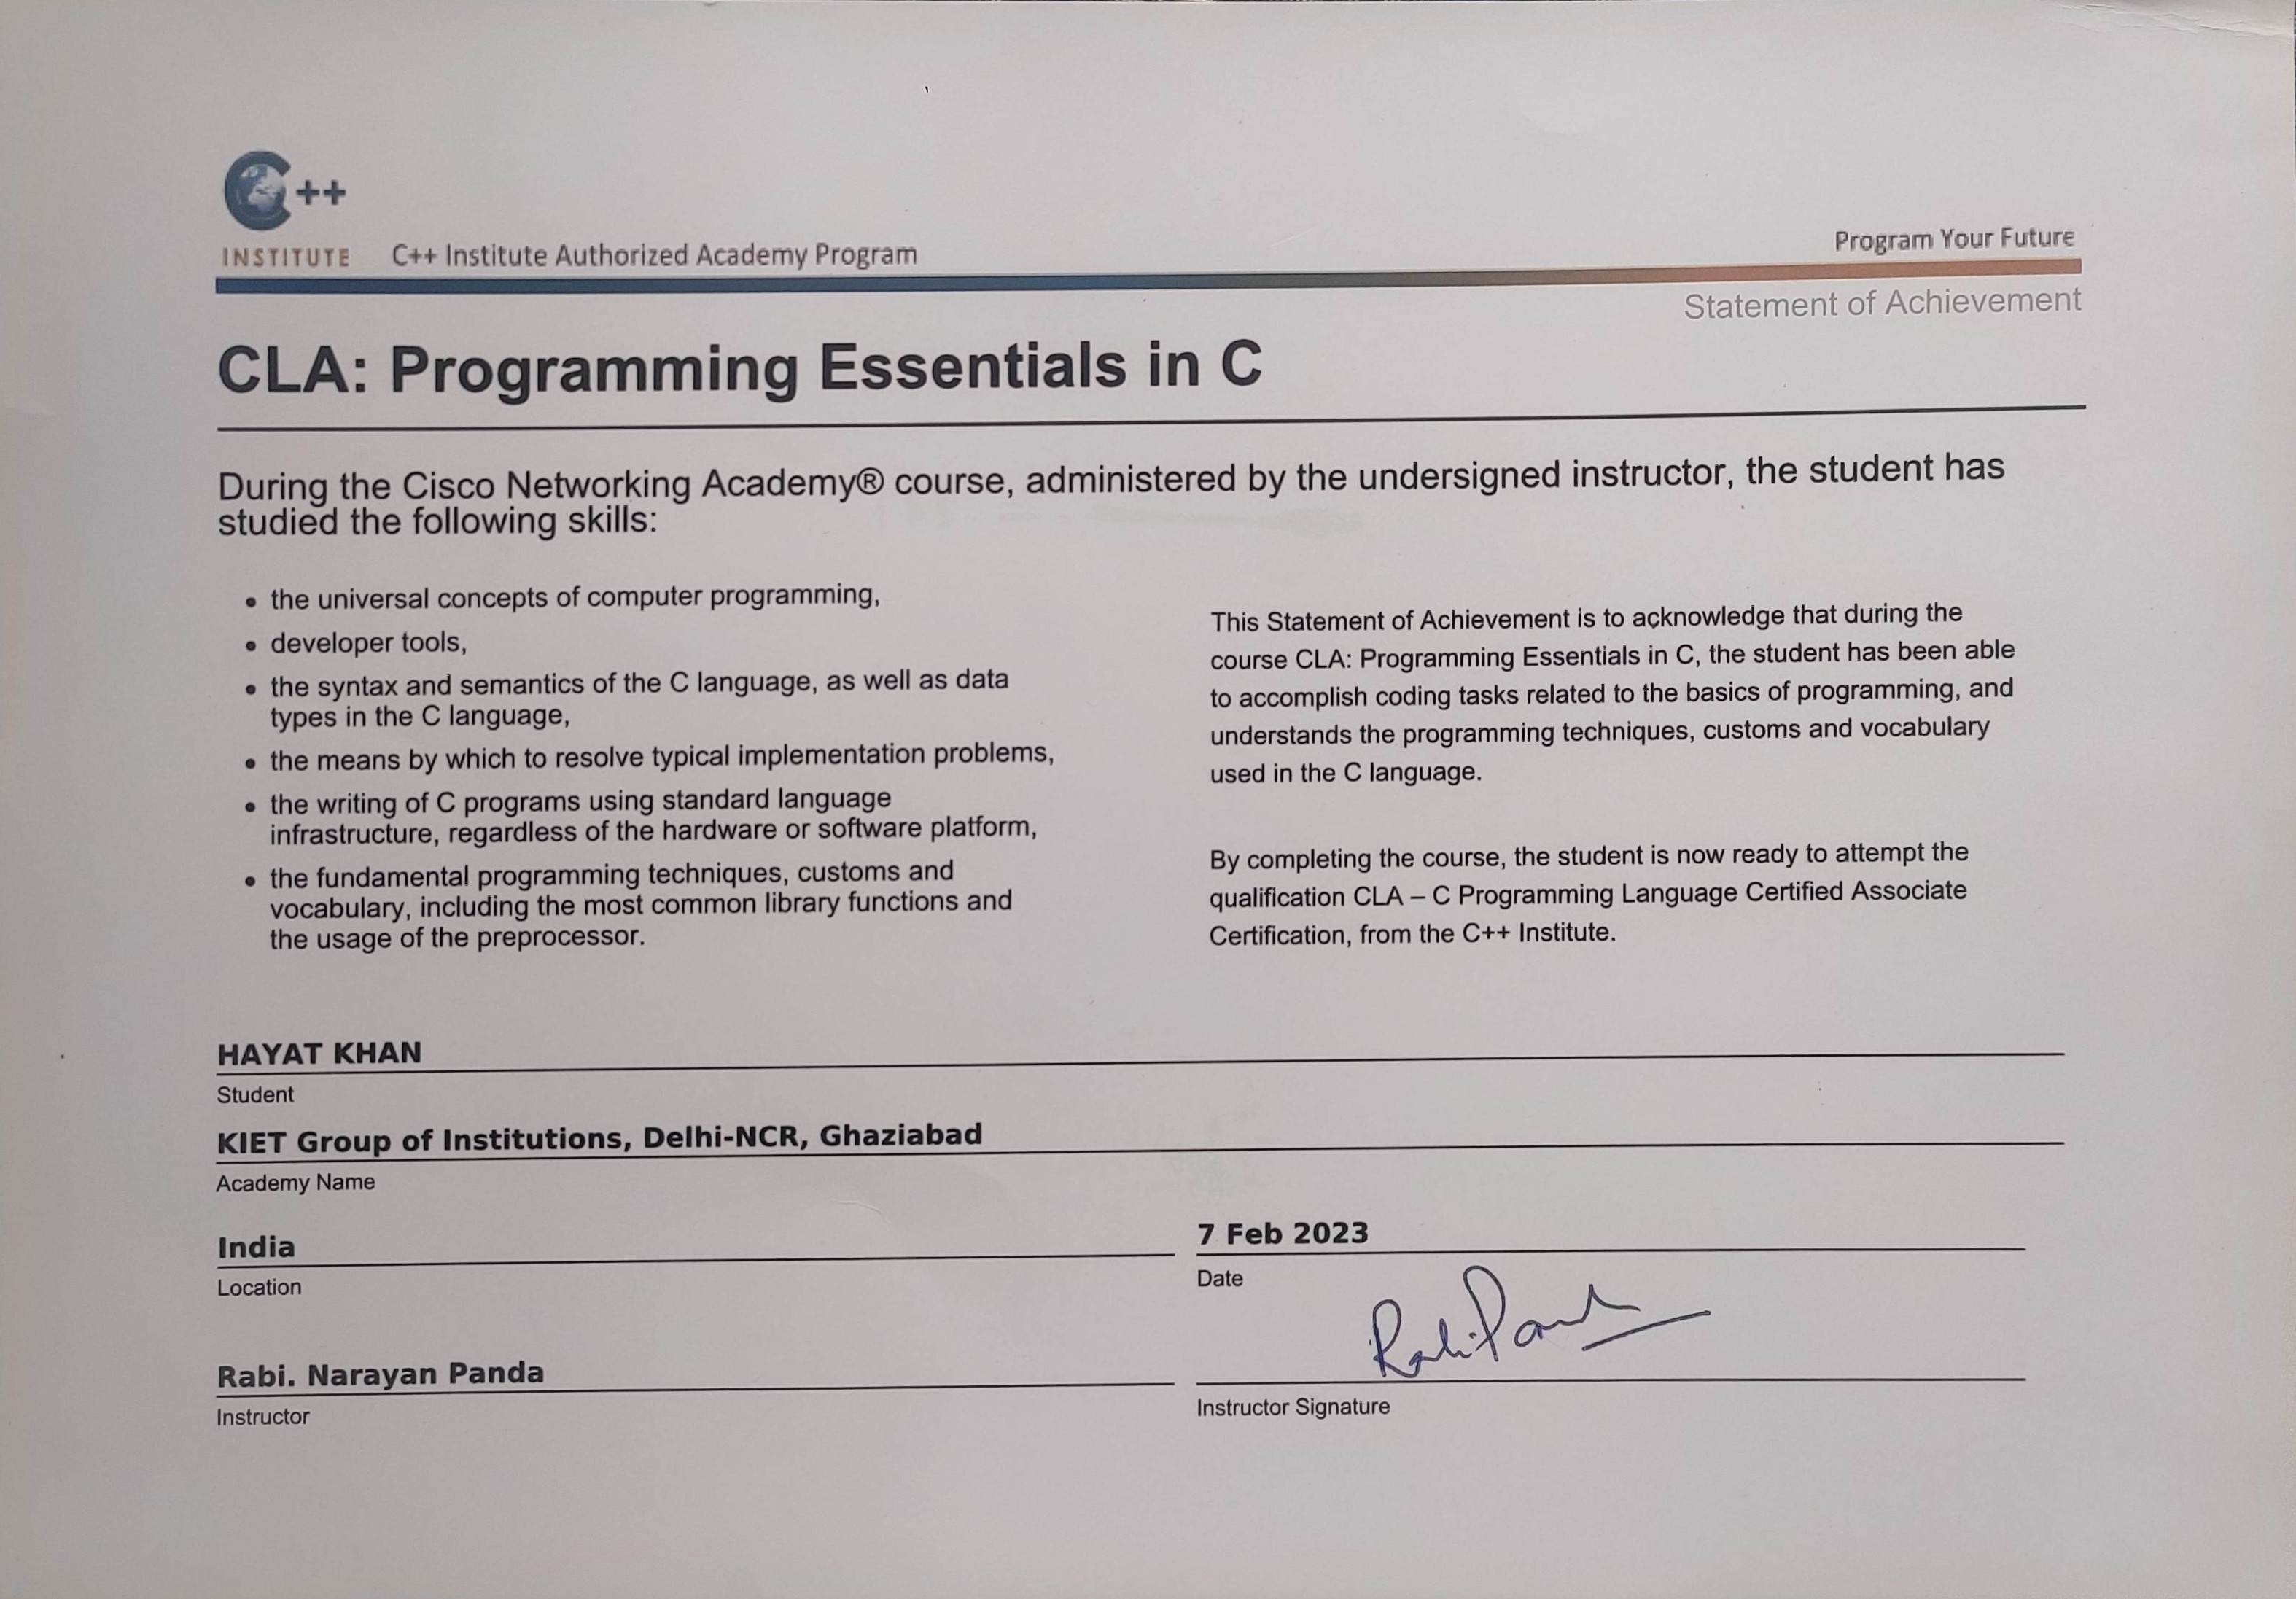 C++
INSTITUTE
C++ Institute Authorized Academy Program
Program Your Future
Statement of Achievement
CLA: Programming Essentials in C
During the Cisco Networking Academy® course, administered by the undersigned instructor, the student has
studied the following skills:
• the universal concepts of computer programming,
• developer tools,
• the syntax and semantics of the C language, as well as data
types in the C language,
• the means by which to resolve typical implementation problems,
• the writing of C programs using standard language
infrastructure, regardless of the hardware or software platform,
• the fundamental programming techniques, customs and
vocabulary, including the most common library functions and
the usage of the preprocessor.
This Statement of Achievement is to acknowledge that during the
course CLA: Programming Essentials in C, the student has been able
to accomplish coding tasks related to the basics of programming, and
understands the programming techniques, customs and vocabulary
used in the C language.
By completing the course, the student is now ready to attempt the
qualification CLA – C Programming Language Certified Associate
Certification, from the C++ Institute.
HAYAT KHAN
Student
KIET Group of Institutions, Delhi-NCR, Ghaziabad
Academy Name
India
Location
7 Feb 2023
Date
Rabi. Narayan Panda
Instructor
Instructor Signature